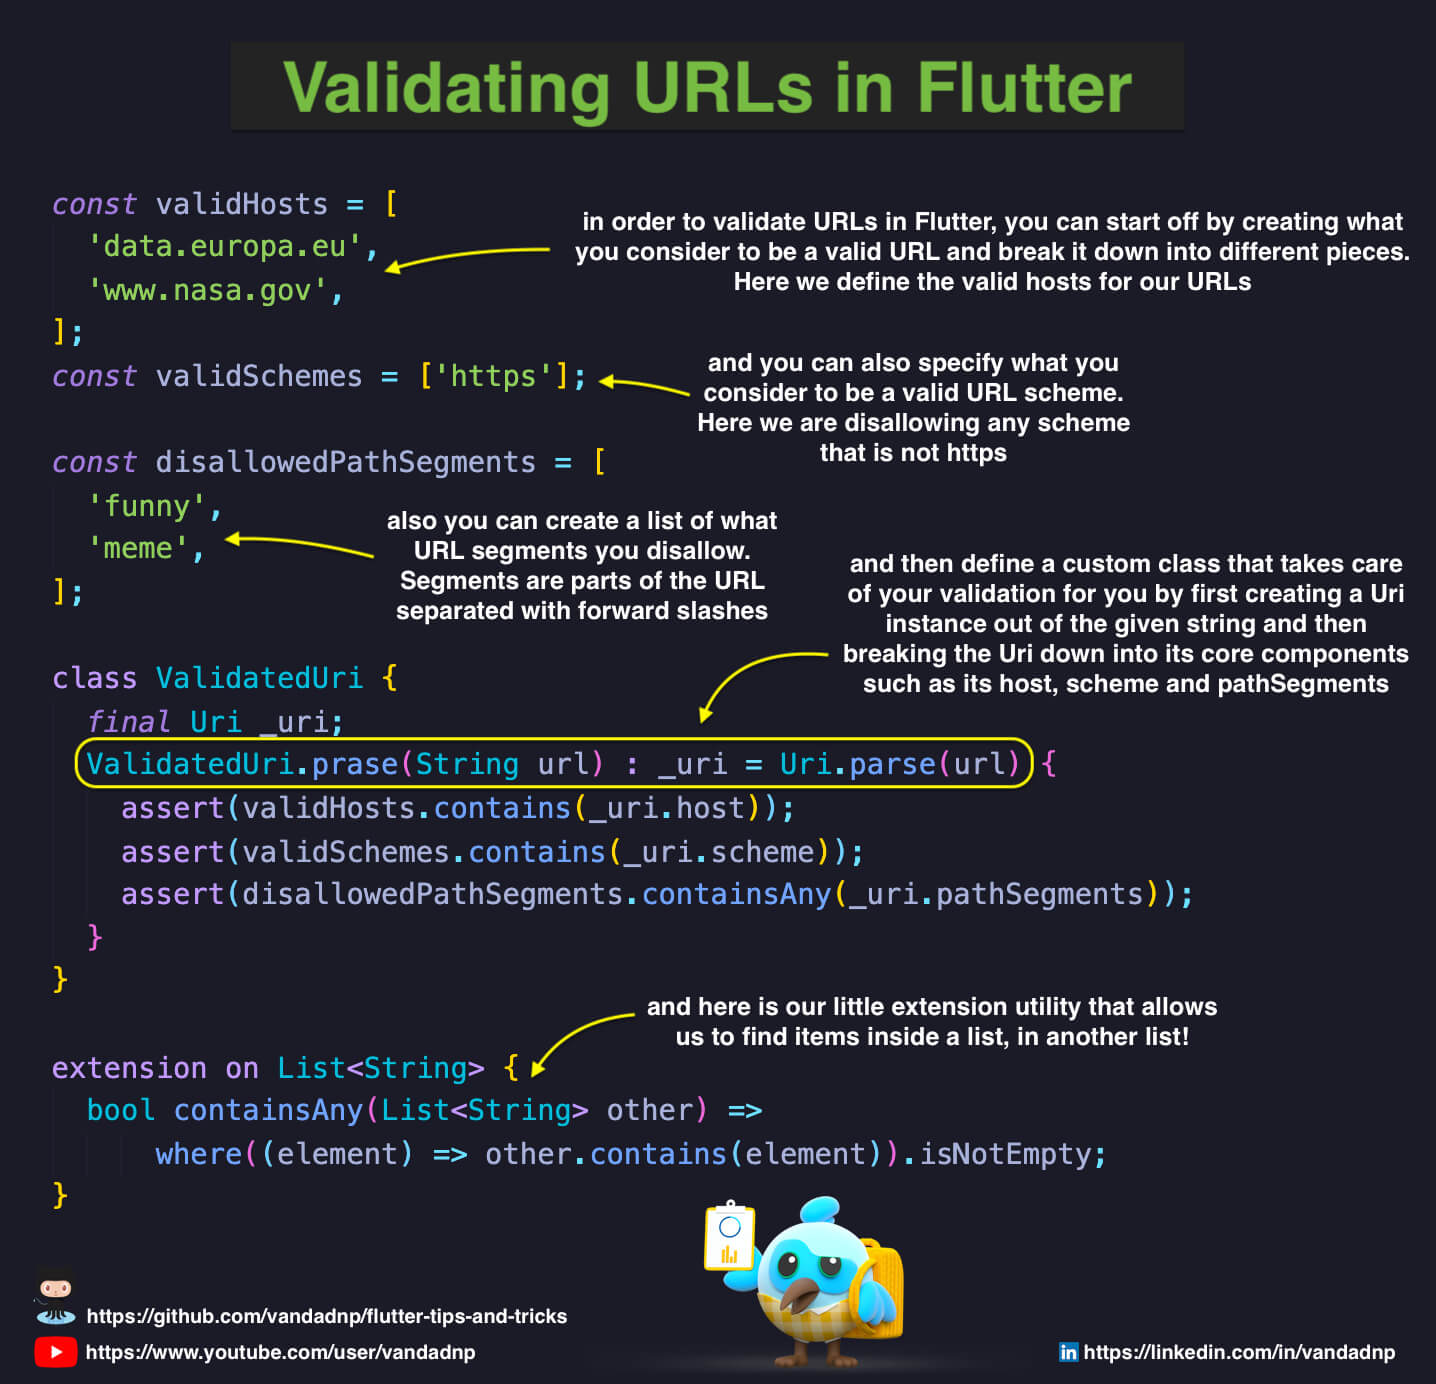 Validating URLs in Flutter
const validHosts = [
'data.europa.eu',
'www.nasa.gov',
];
in order to validate URLs in Flutter, you can start off by creating what
you consider to be a valid URL and break it down into different pieces.
Here we define the valid hosts for our URLs
const validSchemes = ['https'];
and you can also specify what you
consider to be a valid URL scheme.
Here we are disallowing any scheme
that is not https
const disallowedPathSegments = [
'funny',
'meme',
];
also you can create a list of what
URL segments you disallow.
Segments are parts of the URL
separated with forward slashes
and then define a custom class that takes care
of your validation for you by first creating a Uri
instance out of the given string and then
breaking the Uri down into its core components
such as its host, scheme and pathSegments
class ValidatedUri {
final Uri _uri;
ValidatedUri.prase(String url) : _uri = Uri.parse(url) {
assert(validHosts.contains(_uri.host));
assert(validSchemes.contains(_uri.scheme));
assert(disallowedPathSegments.containsAny(_uri.pathSegments));
}
}
and here is our little extension utility that allows
us to find items inside a list, in another list!
extension on List<String> {
bool containsAny(List<String> other) =>
where((element) => other.contains(element)).isNotEmpty;
}
https://github.com/vandadnp/flutter-tips-and-tricks
https://www.youtube.com/user/vandadnp
in https://linkedin.com/in/vandadnp